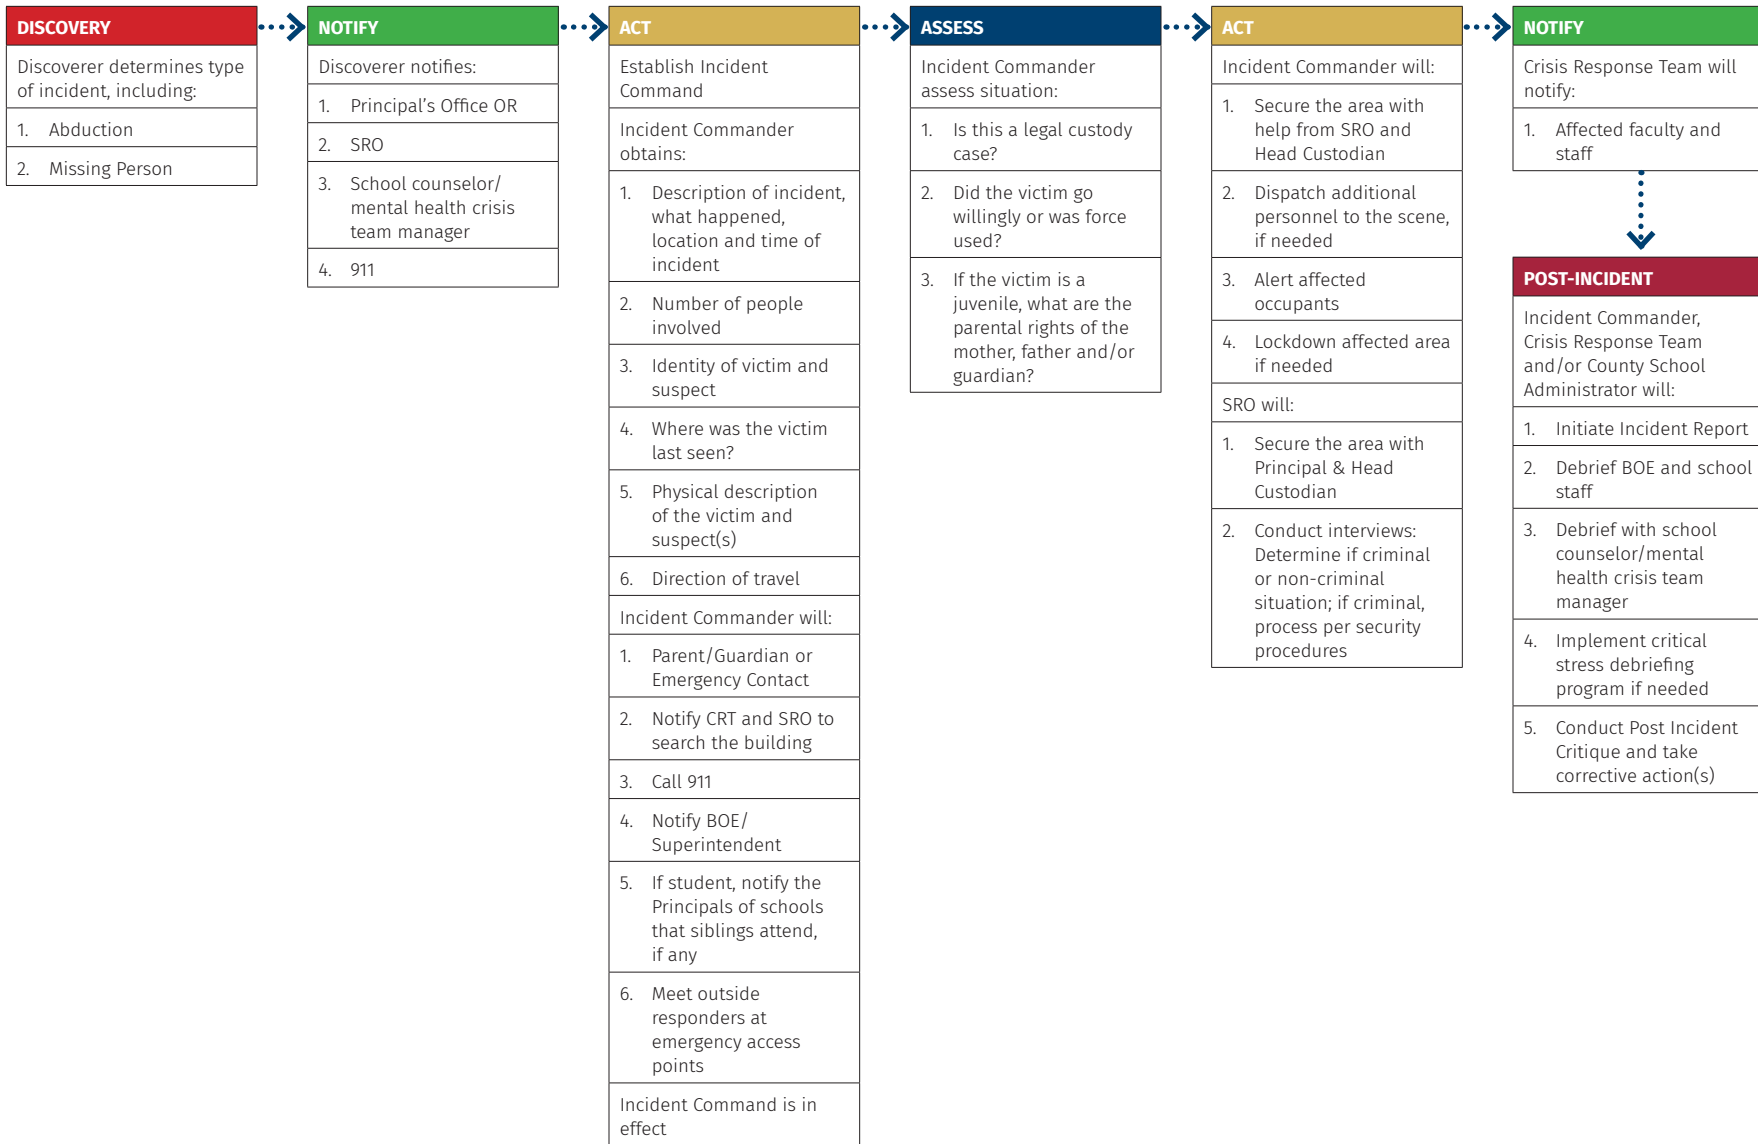 DISCOVERY
Discoverer determines type
of incident, including:
1. Abduction
2. Missing Person
NOTIFY
Discoverer notifies:
1. Principal's Office OR
2. SRO
3. School counselor/
mental health crisis
team manager
4. 911
ACT
Establish Incident
Command
Incident Commander
obtains:
1. Description of incident,
what happened,
location and time of
incident
2. Number of people
involved
3. Identity of victim and
suspect
4. Where was the victim
last seen?
5. Physical description
of the victim and
suspect(s)
6. Direction of travel
Incident Commander will:
1. Parent/Guardian or
Emergency Contact
2. Notify CRT and SRO to
search the building
3. Call 911
4. Notify BOE/
Superintendent
5. If student, notify the
Principals of schools
that siblings attend,
if any
6. Meet outside
responders at
emergency access
points
Incident Command is in
effect
ASSESS
Incident Commander
assess situation:
1. Is this a legal custody
case?
2. Did the victim go
willingly or was force
used?
3. If the victim is a
juvenile, what are the
parental rights of the
mother, father and/or
guardian?
ACT
Incident Commander will:
1. Secure the area with
help from SRO and
Head Custodian
2. Dispatch additional
personnel to the scene,
if needed
3. Alert affected
occupants
4. Lockdown affected area
if needed
SRO will:
1. Secure the area with
Principal & Head
Custodian
2. Conduct interviews:
Determine if criminal
or non-criminal
situation; if criminal,
process per security
procedures
NOTIFY
Crisis Response Team will
notify:
1. Affected faculty and
staff
POST-INCIDENT
Incident Commander,
Crisis Response Team
and/or County School
Administrator will:
1. Initiate Incident Report
2. Debrief BOE and school
staff
3. Debrief with school
counselor/mental
health crisis team
manager
4. Implement critical
stress debriefing
program if needed
5. Conduct Post Incident
Critique and take
corrective action(s)